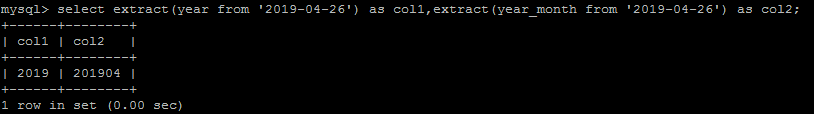 mysql> select extract(year from '2019-04-26') as col1,extract(year_month from '2019-04-26') as col2;
+------+--------+
| col1 | col2   |
+------+--------+
| 2019 | 201904 |
+------+--------+
1 row in set (0.00 sec)